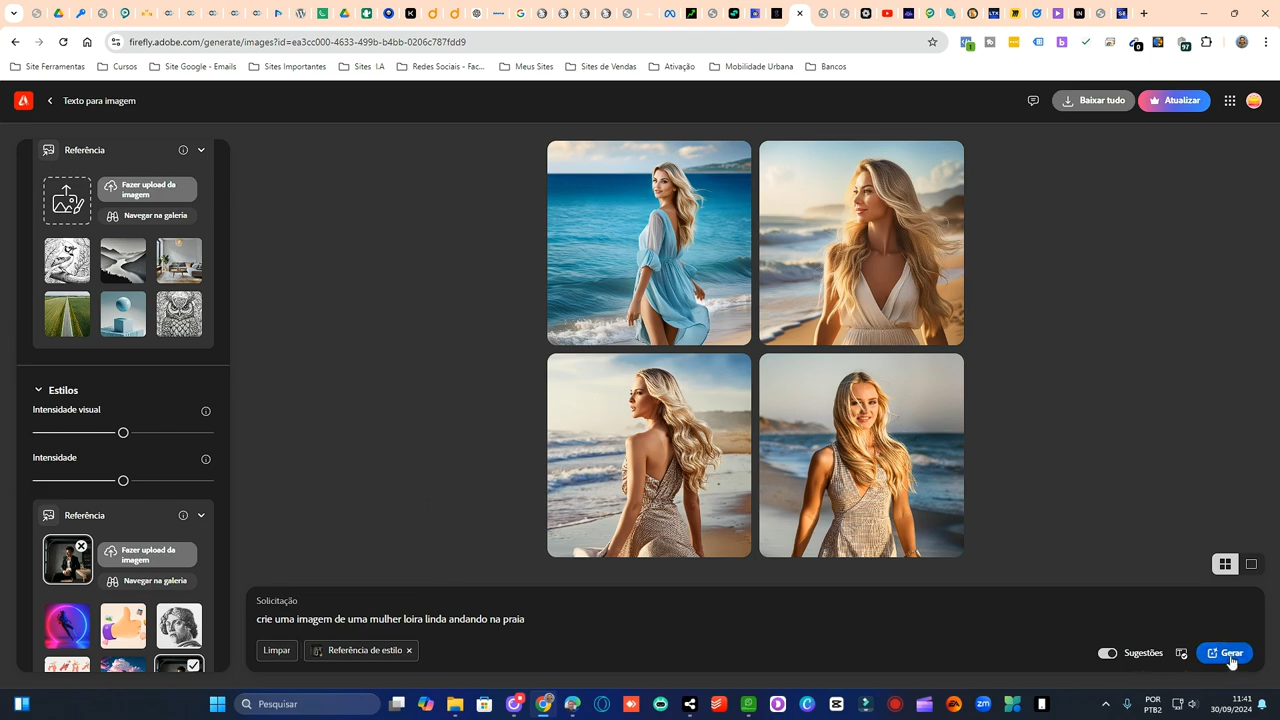 firefly.adobe.com/generate/images?id=ea3cc000-4633-499b-b4bb-0206c787fdd9
Site Ferramentas
Cursos
Site Google - Emails
Sites Importantes
Sites I.A
Redes Sociais - Fac...
Meus Sites
Sites de Vendas
Ativação
Mobilidade Urbana
Bancos
Texto para imagem
Baixar tudo
Atualizar
Referência
Fazer upload da
imagem
Navegar na galeria
Estilos
Intensidade visual
Intensidade
Referência
Fazer upload da
imagem
Navegar na galeria
Solicitação
crie uma imagem de uma mulher loira linda andando na praia
Limpar
Referência de estilo
Sugestões
Gerar
Pesquisar
POR
PTB2
11:41
30/09/2024